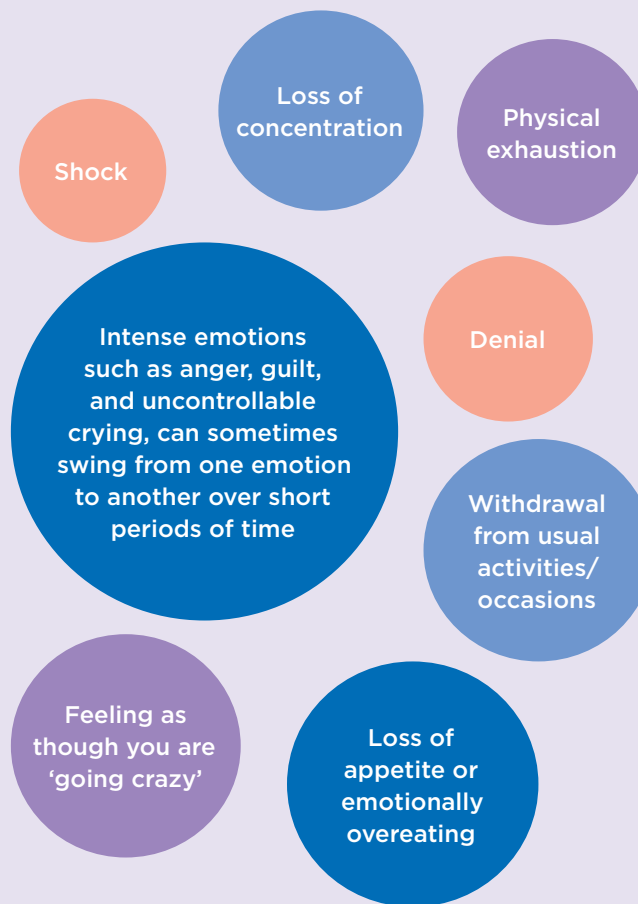 Loss of
concentration
Physical
exhaustion
Shock
Intense emotions
such as anger, guilt,
and uncontrollable
crying, can sometimes
swing from one emotion
to another over short
periods of time
Denial
Withdrawal
from usual
activities/
occasions
Feeling as
though you are
‘going crazy’
Loss of
appetite or
emotionally
overeating